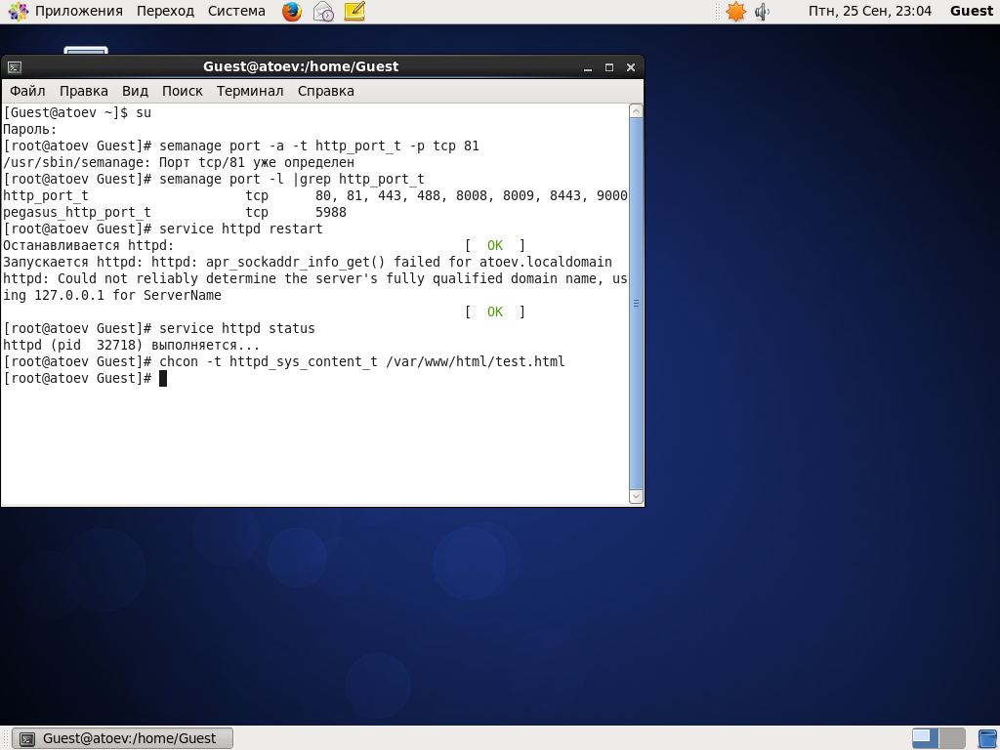 Приложения Переход Система Птн, 25 Сен, 23:04 Guest
Guest@atoev:/home/Guest
Файл Правка Вид Поиск Терминал Справка
[Guest@atoev ~]$ su
Пароль:
[root@atoev Guest]# semanage port -a -t http_port_t -p tcp 81
/usr/sbin/semanage: Порт tcp/81 уже определен
[root@atoev Guest]# semanage port -l |grep http_port_t
http_port_t                    tcp      80, 81, 443, 488, 8008, 8009, 8443, 9000
pegasus_http_port_t            tcp      5988
[root@atoev Guest]# service httpd restart
Останавливается httpd:                                     [  OK  ]
Запускается httpd: httpd: apr_sockaddr_info_get() failed for atoev.localdomain
httpd: Could not reliably determine the server's fully qualified domain name, us
ing 127.0.0.1 for ServerName
[  OK  ]
[root@atoev Guest]# service httpd status
httpd (pid  32718) выполняется...
[root@atoev Guest]# chcon -t httpd_sys_content_t /var/www/html/test.html
[root@atoev Guest]#
Guest@atoev:/home/Guest